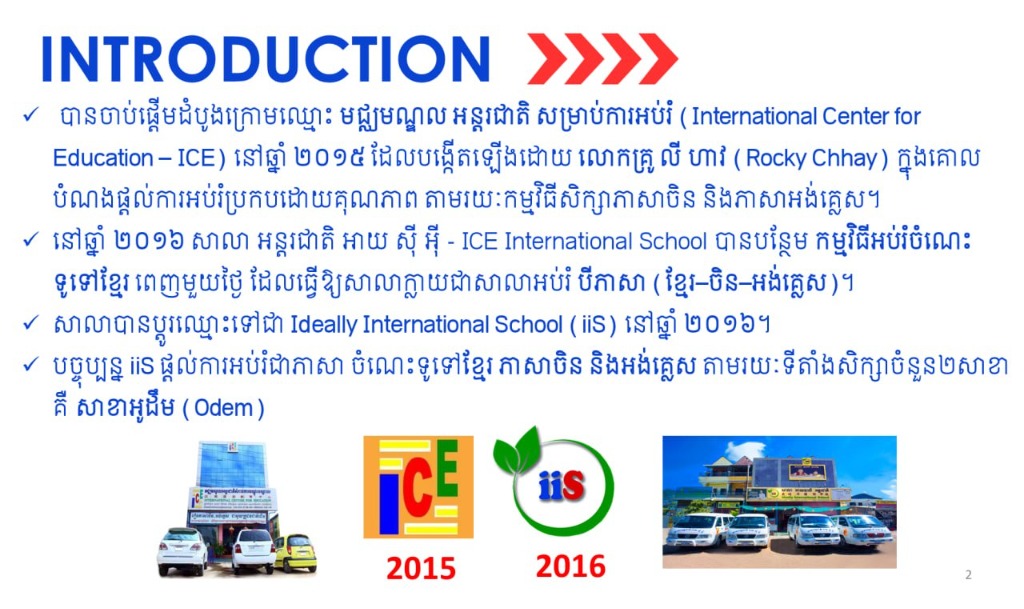 INTRODUCTION
✓ បានចាប់ផ្តើមដំបូងក្រោមឈ្មោះ មជ្ឈមណ្ឌល អន្តរជាតិ សម្រាប់ការអប់រំ ( International Center for
Education – ICE ) នៅឆ្នាំ ២០១៥ ដែលបង្កើតឡើងដោយ លោកគ្រូ លី ហាវ ( Rocky Chhay ) ក្នុងគោល
បំណងផ្តល់ការអប់រំប្រកបដោយគុណភាព តាមរយៈកម្មវិធីសិក្សាភាសាចិន និងភាសាអង់គ្លេស។
✓ នៅឆ្នាំ ២០១៦ សាលា អន្តរជាតិ អាយ ស៊ី អ៊ី - ICE International School បានបន្ថែម កម្មវិធីអប់រំចំណេះ
ទូទៅខ្មែរ ពេញមួយថ្ងៃ ដែលធ្វើឱ្យសាលាក្លាយជាសាលាអប់រំ បីភាសា ( ខ្មែរ–ចិន–អង់គ្លេស )។
✓ សាលាបានប្តូរឈ្មោះទៅជា Ideally International School ( iiS ) នៅឆ្នាំ ២០១៦។
✓ បច្ចុប្បន្ន iiS ផ្តល់ការអប់រំជាភាសា ចំណេះទូទៅខ្មែរ ភាសាចិន និងអង់គ្លេស តាមរយៈទីតាំងសិក្សាចំនួន២សាខា
គឺ សាខាអូដឹម ( Odem )
ICE
iiS
2015
2016
2